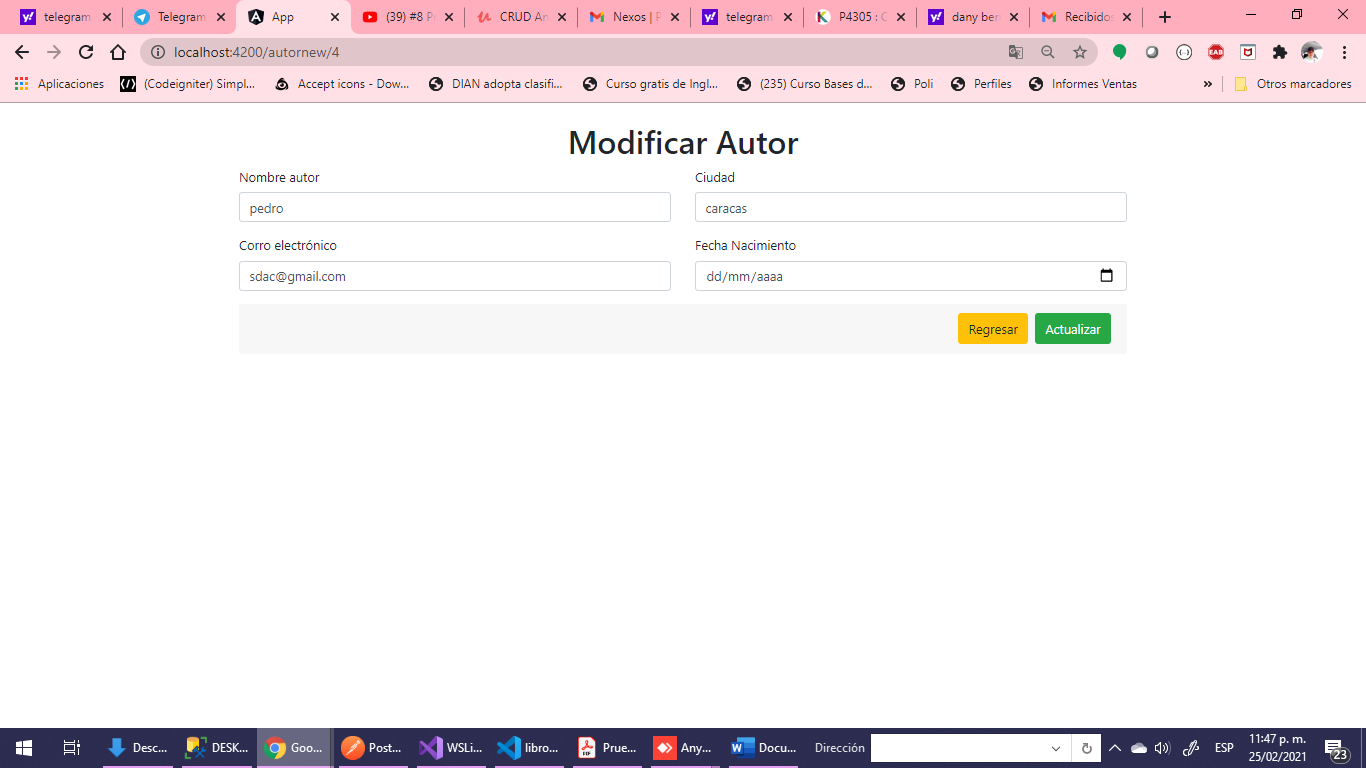 telegram
Telegram
App
(39) #8 P
CRUD An
Nexos | P
telegram
P4305 : C
dany ber
Recibidos
localhost:4200/autornew/4
Aplicaciones
(Codeigniter) Simpl...
Accept icons - Dow...
DIAN adopta clasifi...
Curso gratis de Ingl...
(235) Curso Bases d...
Poli
Perfiles
Informes Ventas
»
Otros marcadores
Modificar Autor
Nombre autor
Ciudad
pedro
caracas
Corro electrónico
Fecha Nacimiento
sdac@gmail.com
dd/mm/aaaa
Regresar
Actualizar
Desc...
DESK...
Goo...
Post...
WSLi...
libro...
Prue...
Any...
Docu...
Dirección
ESP
11:47 p. m.
25/02/2021
23